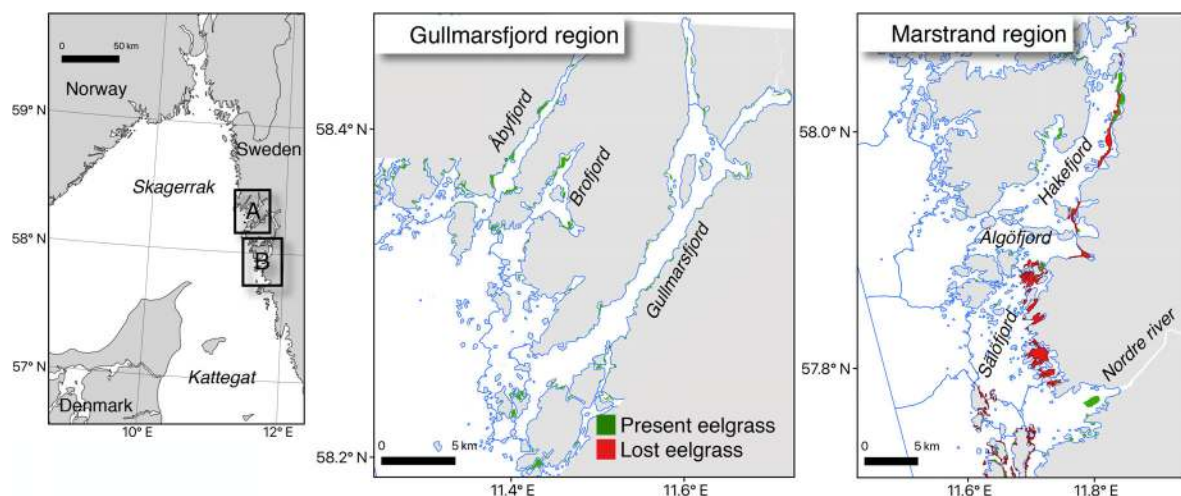 0 50 km
Norway
59° N
Sweden
Skagerrak
A
58° N
B
57° N
Kattegat
Denmark
10° E
12° E
Gullmarsfjord region
58.4° N
Åbyfjord
Brofjord
Gullmarsfjord
Present eelgrass
Lost eelgrass
0 5 km
58.2° N
11.4° E
11.6° E
Marstrand region
58.0° N
Hakefjord
Algöfjord
Sälöfjord
Nordre river
57.8° N
0 5 km
11.6° E
11.8° E